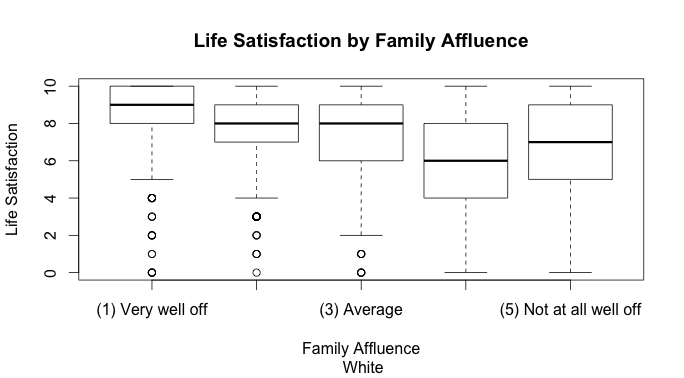 Life Satisfaction by Family Affluence
Life Satisfaction
10
8
6
4
2
0
(1) Very well off
(3) Average
(5) Not at all well off
Family Affluence
White